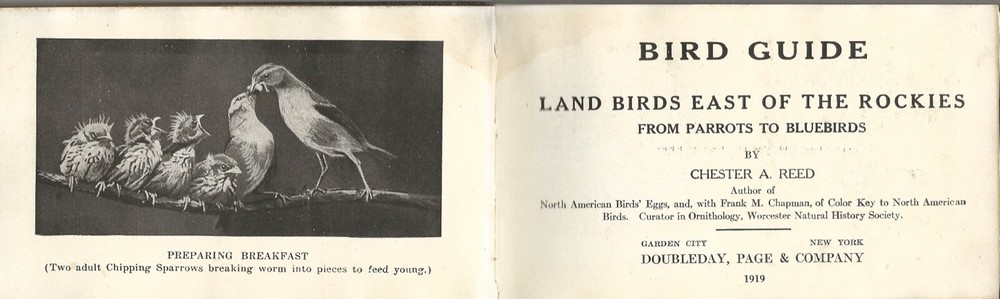 PREPARING BREAKFAST
(Two adult Chipping Sparrows breaking worm into pieces to feed young.)
BIRD GUIDE
LAND BIRDS EAST OF THE ROCKIES
FROM PARROTS TO BLUEBIRDS
BY
CHESTER A. REED
Author of
North American Birds' Eggs, and, with Frank M. Chapman, of Color Key to North American
Birds. Curator in Ornithology, Worcester Natural History Society.
GARDEN CITY NEW YORK
DOUBLEDAY, PAGE & COMPANY
1919